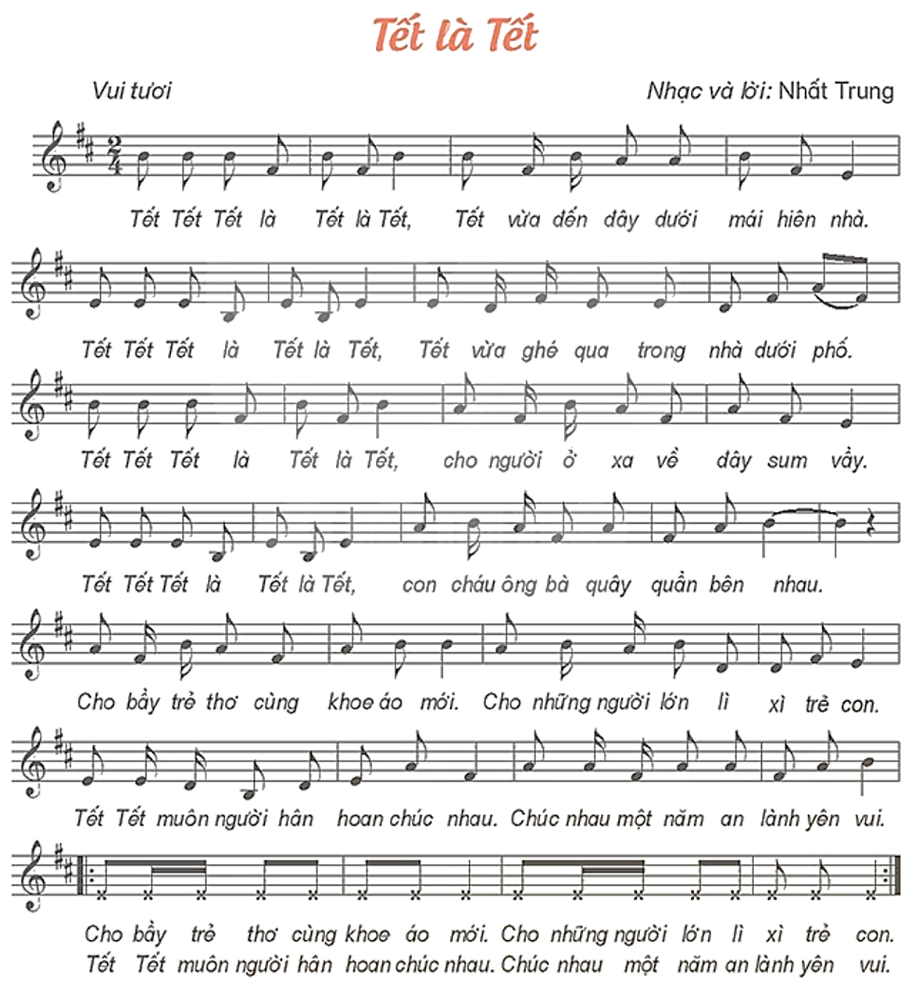 Tết là Tết
Vui tươi
Nhạc và lời: Nhất Trung
2
4
Tết Tết Tết là Tết là Tết, Tết vừa đến đây dưới mái hiên nhà.
Tết Tết Tết là Tết là Tết, Tết vừa ghé qua trong nhà dưới phố.
Tết Tết Tết là Tết là Tết, cho người ở xa về đây sum vầy.
Tết Tết Tết là Tết là Tết, con cháu ông bà quây quần bên nhau.
Cho bầy trẻ thơ cùng khoe áo mới. Cho những người lớn lì xì trẻ con.
Tết Tết muôn người hân hoan chúc nhau. Chúc nhau một năm an lành yên vui.
Cho bầy trẻ thơ cùng khoe áo mới. Cho những người lớn lì xì trẻ con.
Tết Tết muôn người hân hoan chúc nhau. Chúc nhau một năm an lành yên vui.